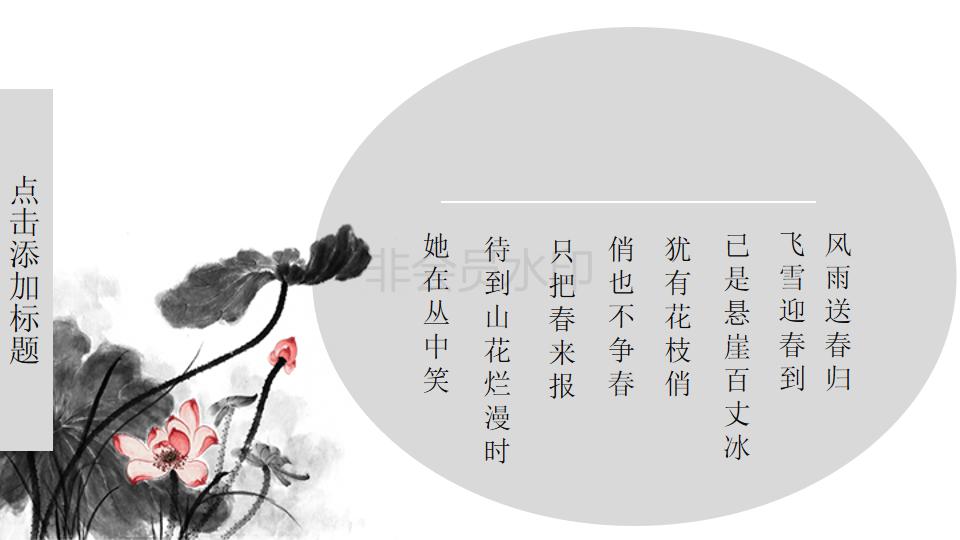 点击添加标题
风雨送春归
飞雪迎春到
己是悬崖百丈冰
犹有花枝俏
俏也不争春
只把春来报
待到山花烂漫时
她在丛中笑
非会员水印